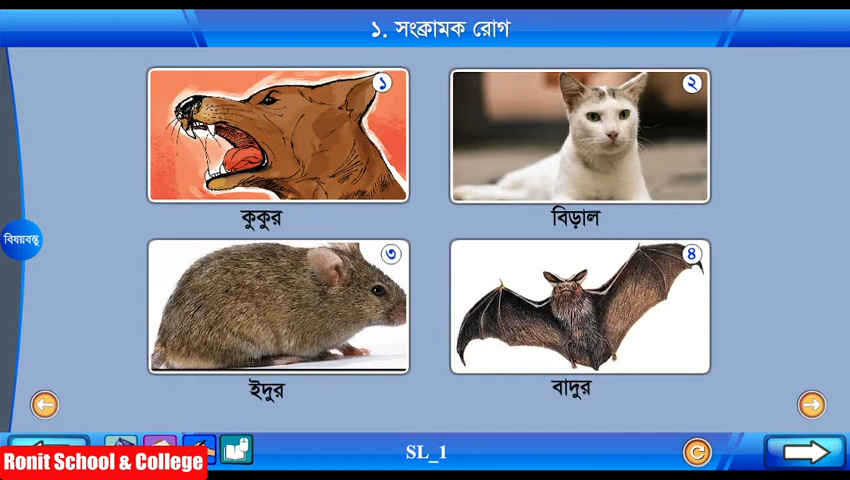 ১. সংক্রামক রোগ
১
২
কুকুর
বিড়াল
বিষয়বস্তু
৩
৪
ইদুর
বাদুর
SL_1
Ronit School & College